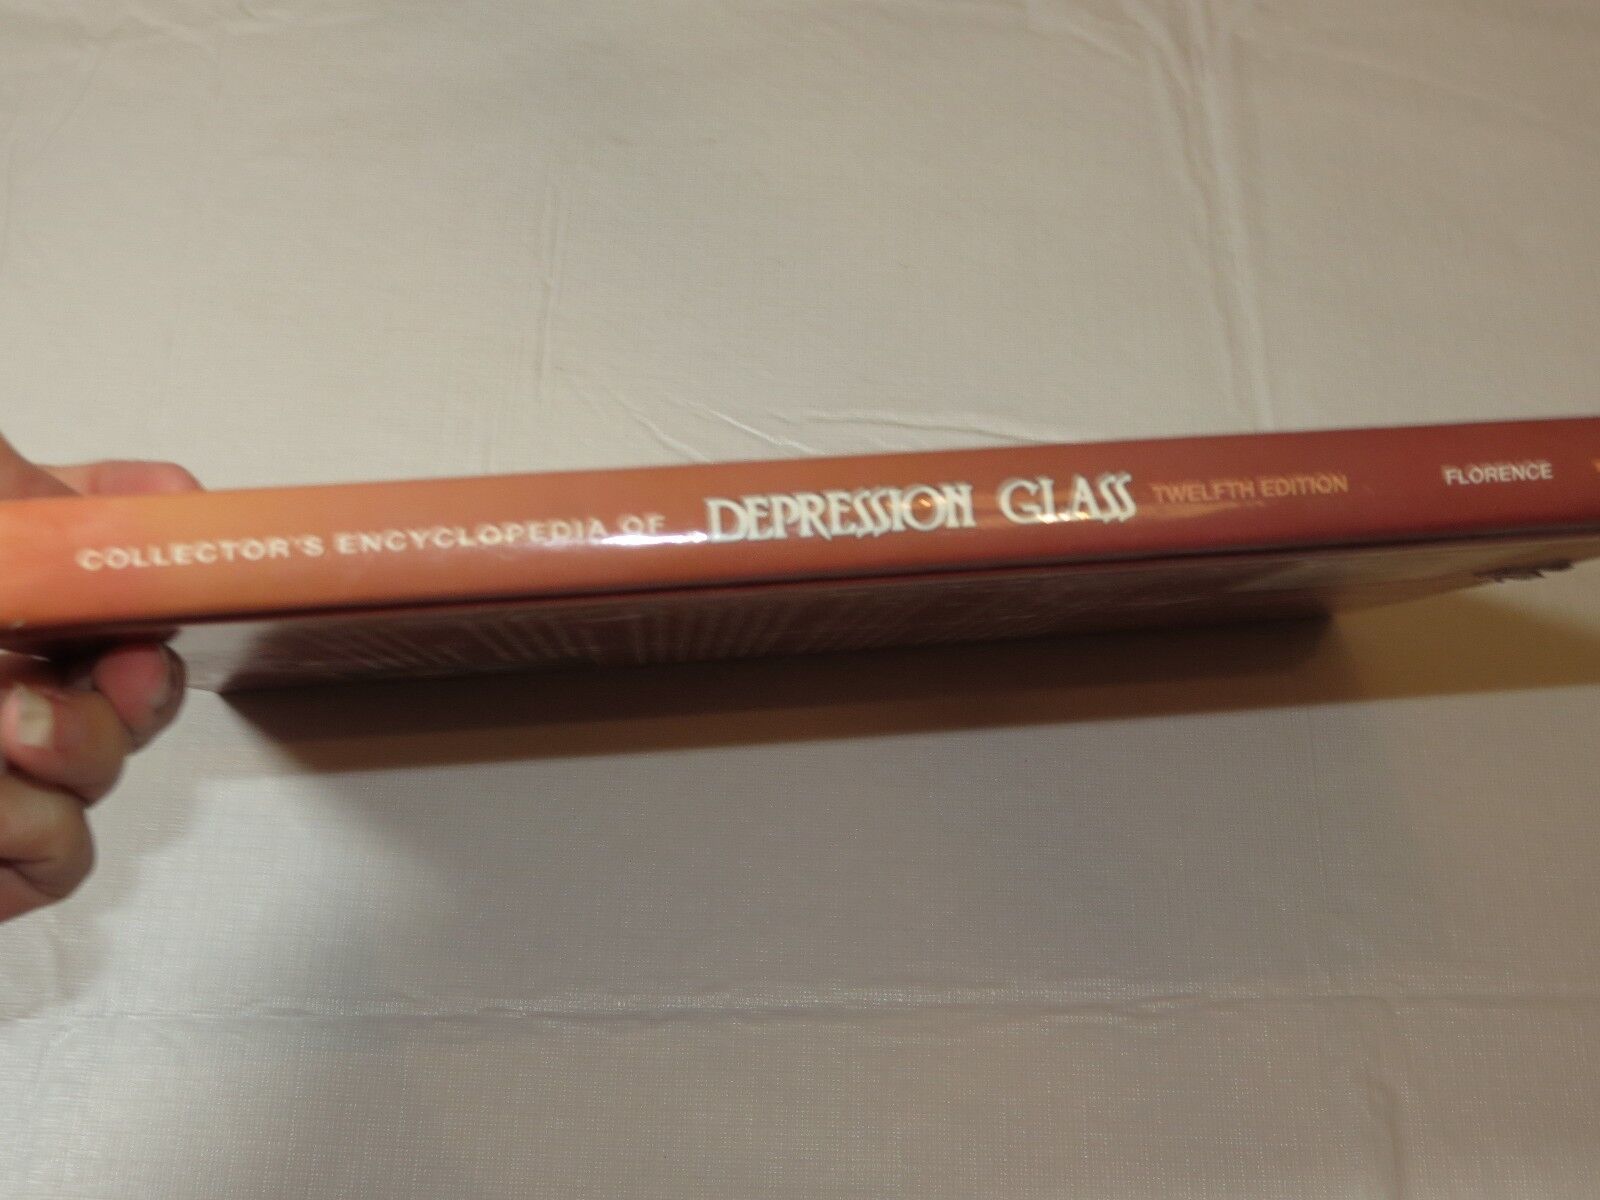 COLLECTOR'S ENCYCLOPEDIA OF DEPRESSION GLASS TWELFTH EDITION FLORENCE